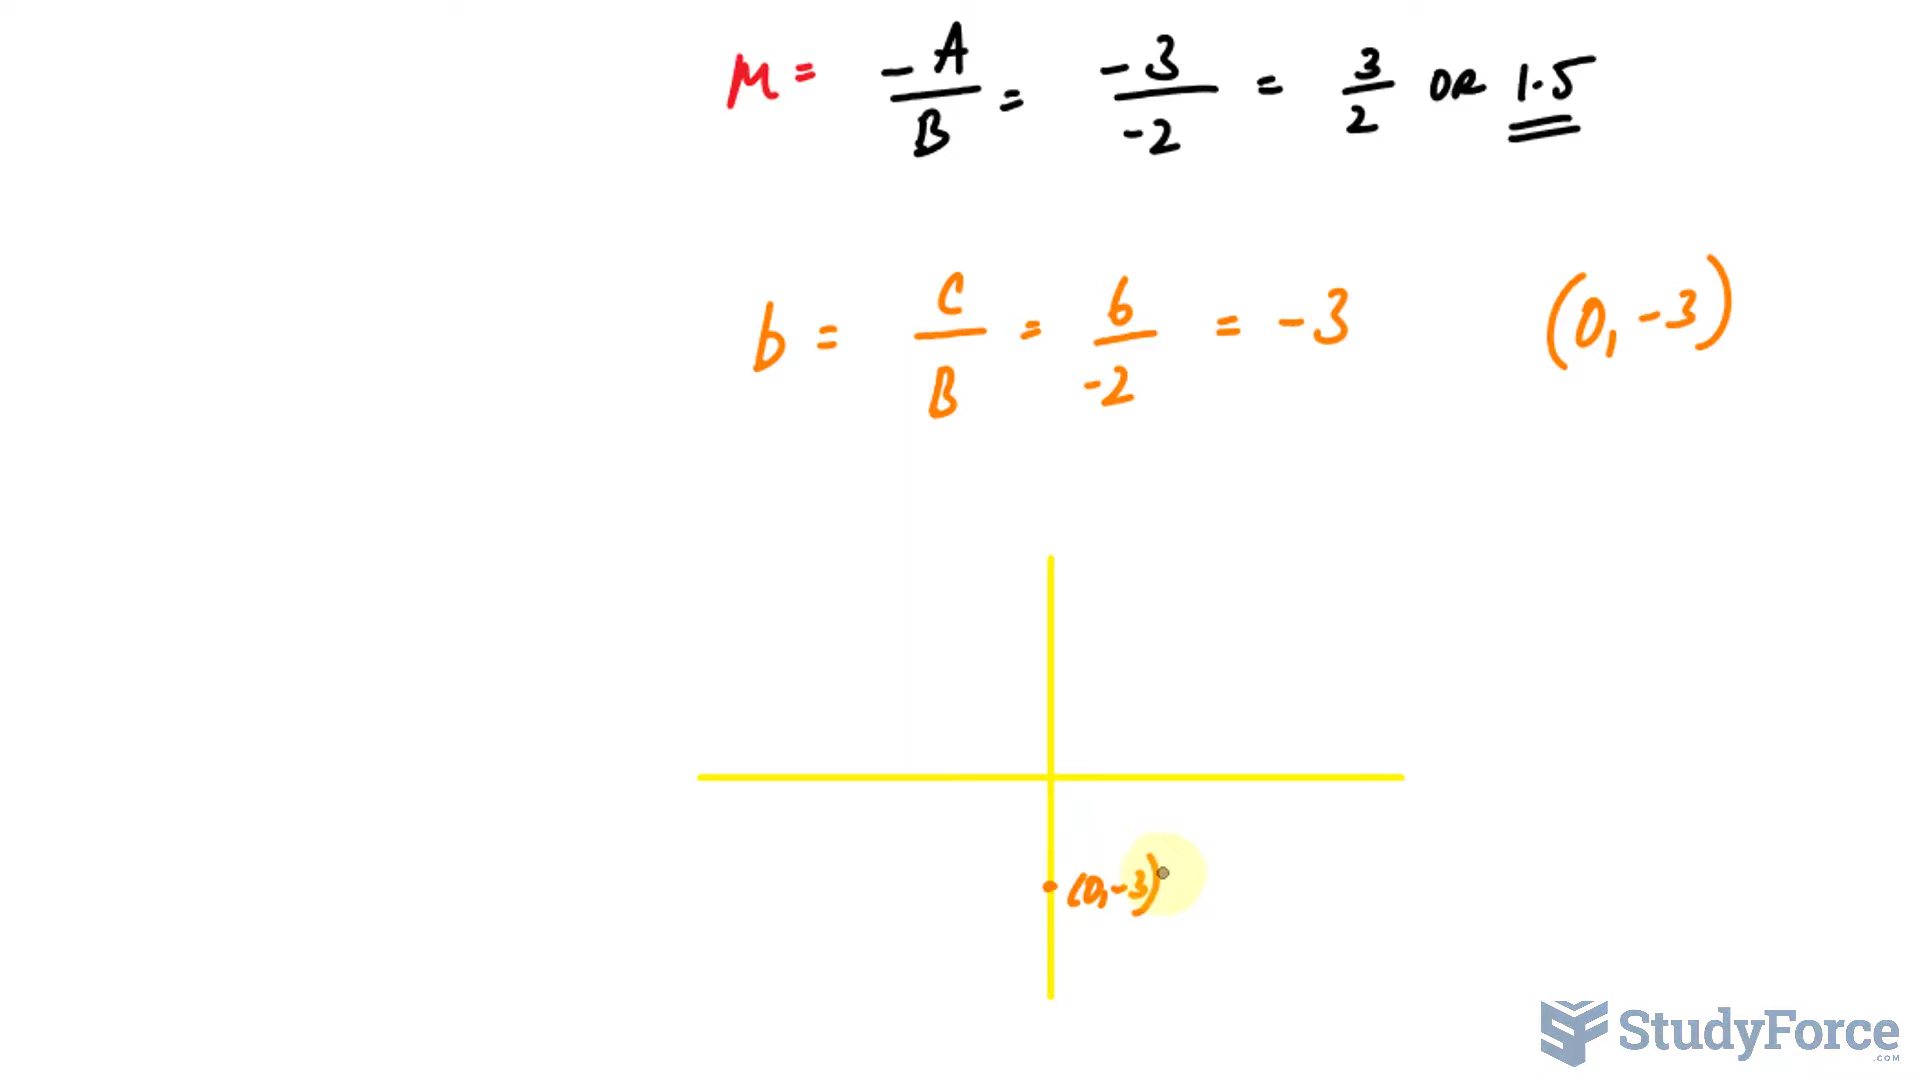 M = -A/B = -3/-2 = 3/2 OR 1.5
b = C/B = 6/-2 = -3 (0, -3)
(0, -3)
StudyForce
.COM